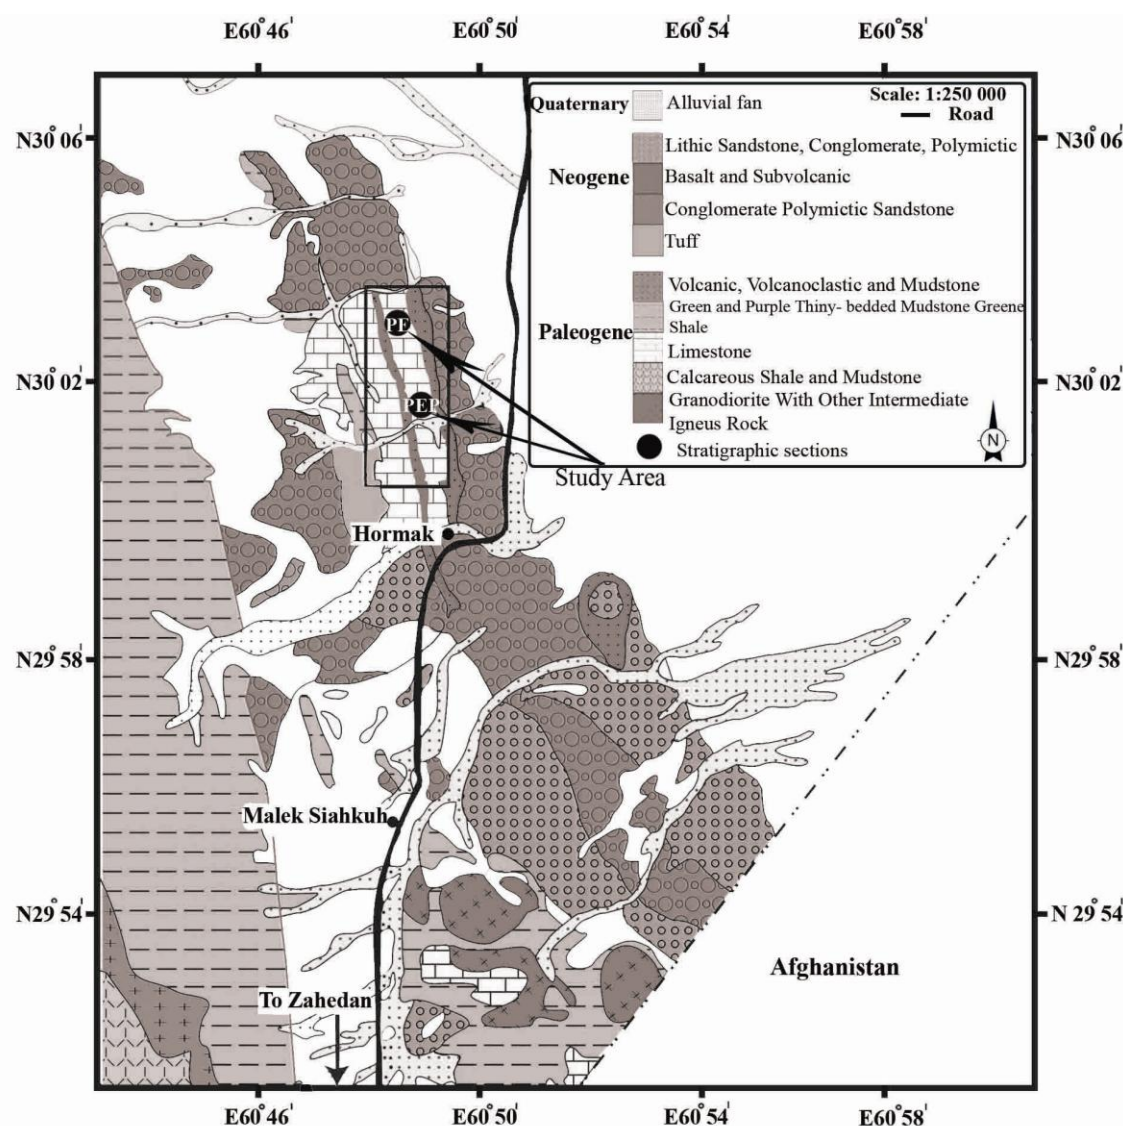 E60°46' E60°50' E60°54' E60°58'
N30°06' N30°06'
N30°02' N30°02'
N29°58' N29°58'
N29°54' N 29°54'
E60°46' E60°50' E60°54' E60°58'
Scale: 1:250 000
Road
Quaternary
Alluvial fan
Neogene
Lithic Sandstone, Conglomerate, Polymictic
Basalt and Subvolcanic
Conglomerate Polymictic Sandstone
Tuff
Paleogene
Volcanic, Volcanoclastic and Mudstone
Green and Purple Thiny- bedded Mudstone Greene
Shale
Limestone
Calcareous Shale and Mudstone
Granodiorite With Other Intermediate
Igneus Rock
Stratigraphic sections
N
PF
PEP
Study Area
Hormak
Malek Siahkuh
Afghanistan
To Zahedan